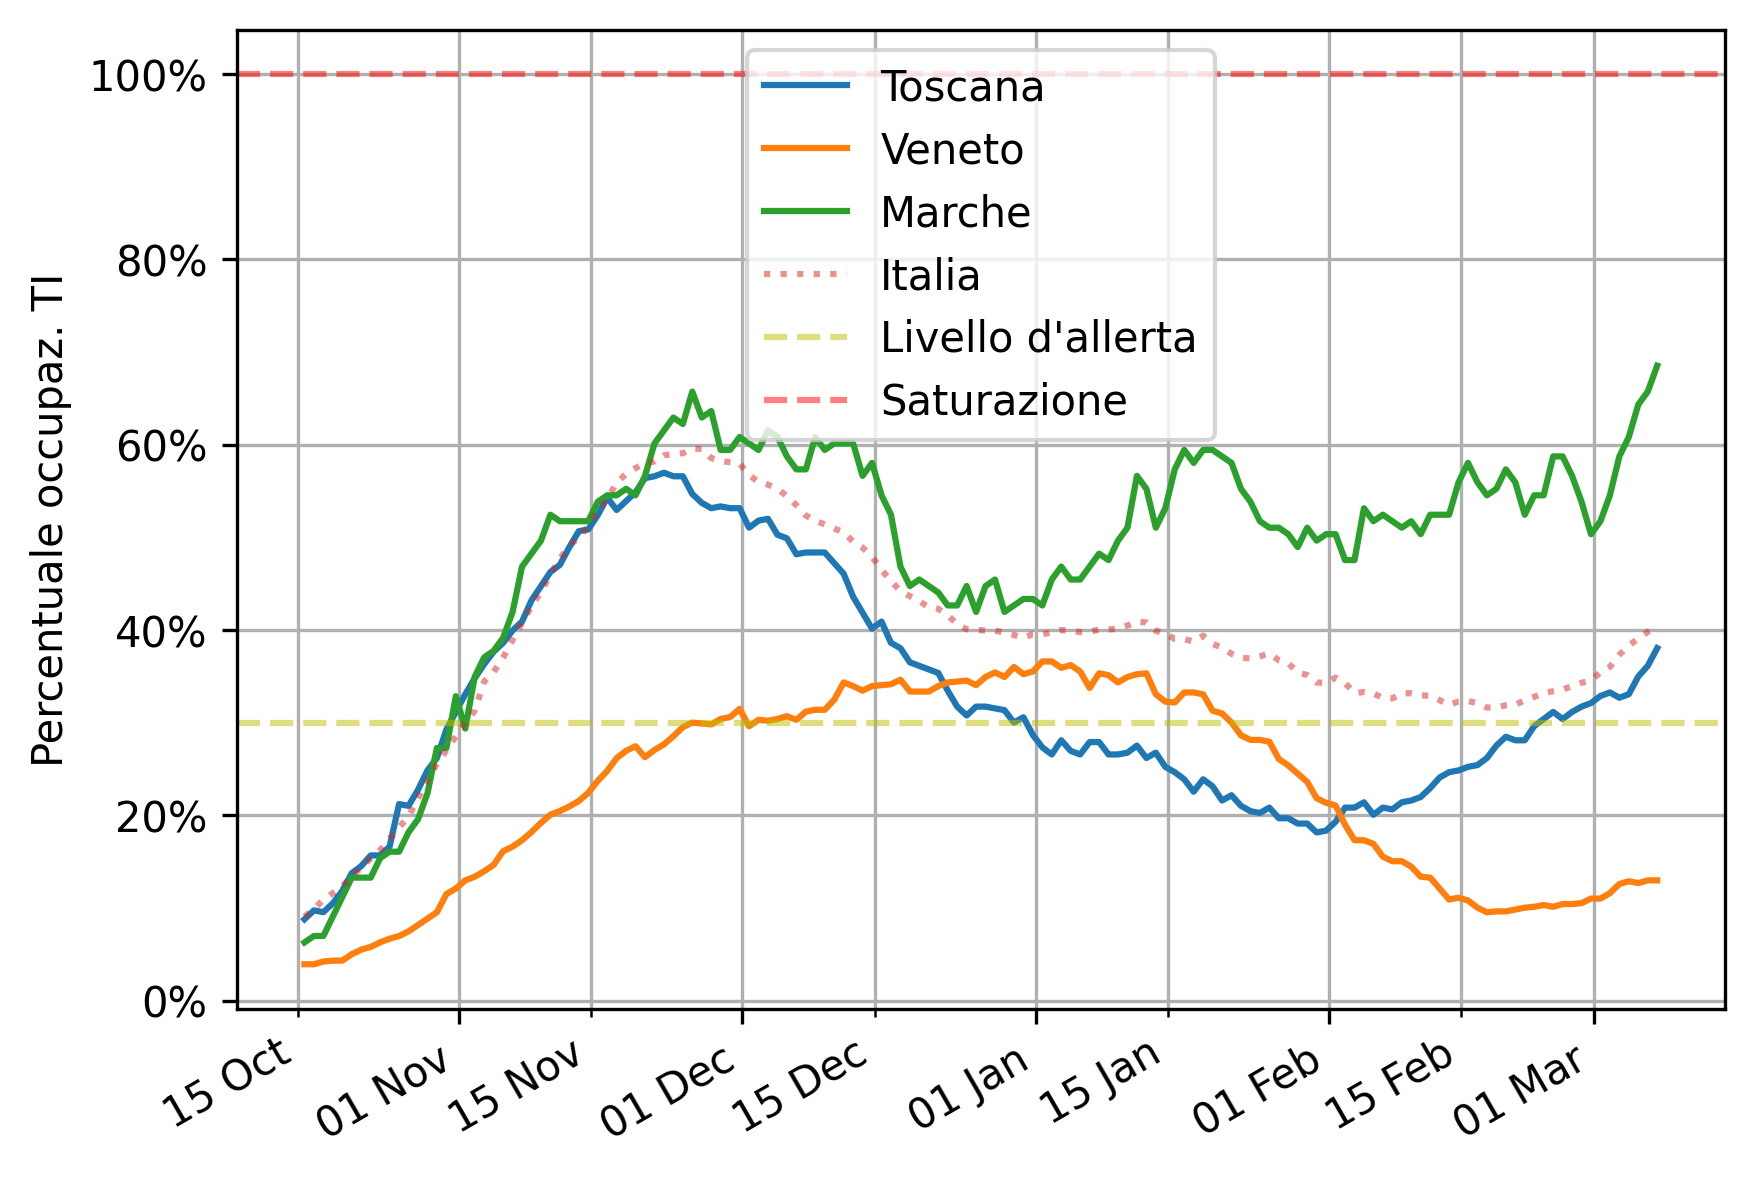 Percentuale occupaz. TI
100%
80%
60%
40%
20%
0%
Toscana
Veneto
Marche
Italia
Livello d'allerta
Saturazione
15 Oct
01 Nov
15 Nov
01 Dec
15 Dec
01 Jan
15 Jan
01 Feb
15 Feb
01 Mar